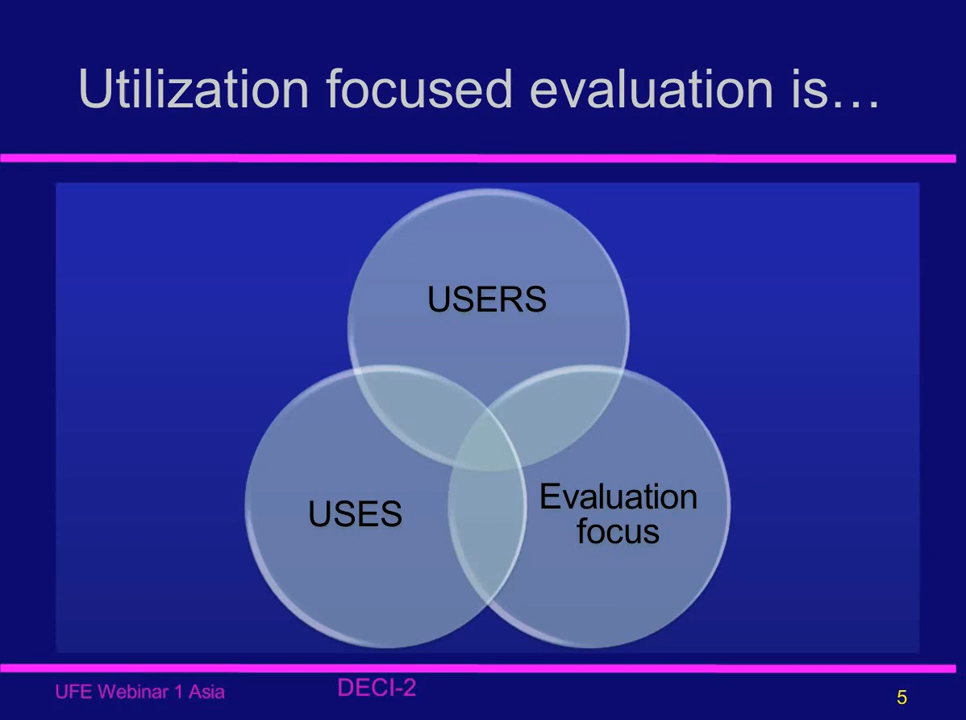 Utilization focused evaluation is…
USERS
USES
Evaluation
focus
UFE Webinar 1 Asia
DECI-2
5